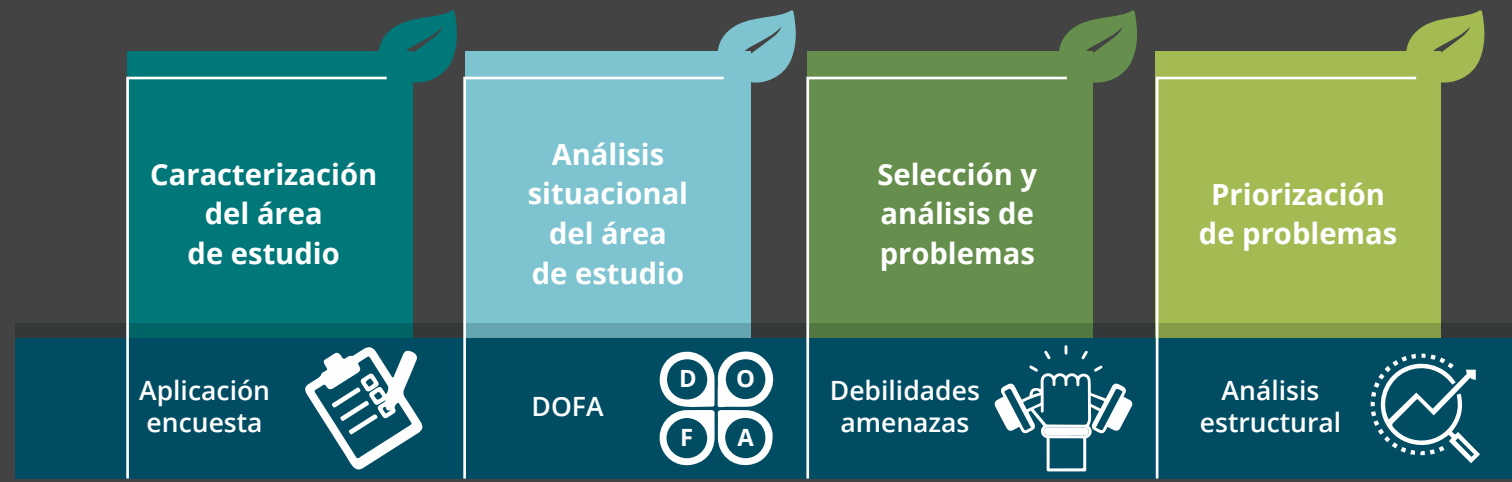 Caracterización
del área
de estudio
Análisis
situacional
del área
de estudio
Selección y
análisis de
problemas
Priorización
de problemas
Aplicación
encuesta
DOFA
D O
F A
Debilidades
amenazas
Análisis
estructural